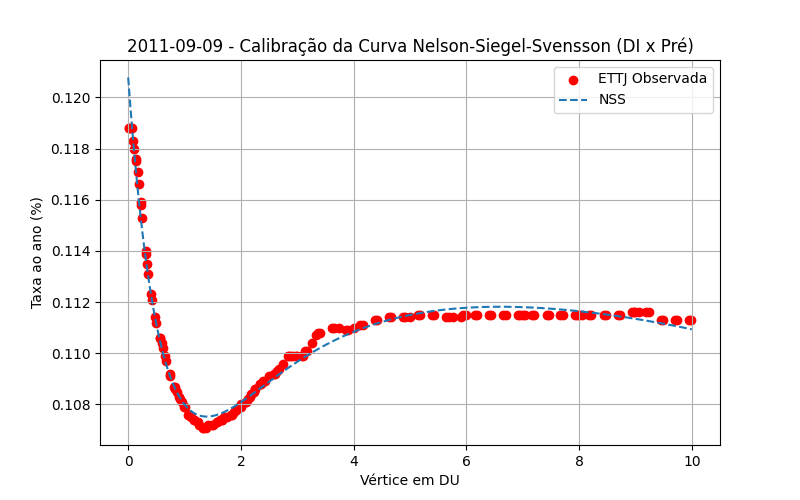 2011-09-09 - Calibração da Curva Nelson-Siegel-Svensson (DI x Pré)
ETTJ Observada
NSS
Taxa ao ano (%)
0.120
0.118
0.116
0.114
0.112
0.110
0.108
0 2 4 6 8 10
Vértice em DU